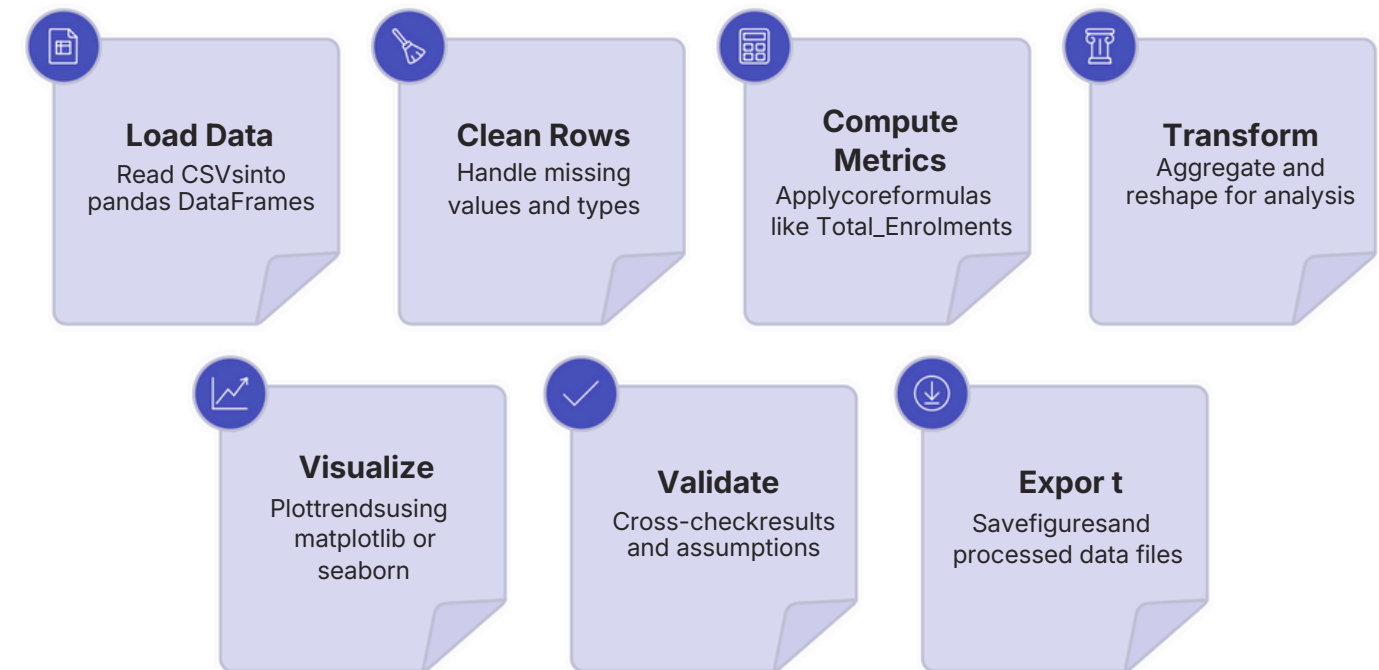 Load Data
Read CSVsinto
pandas DataFrames
Clean Rows
Handle missing
values and types
Compute
Metrics
Applycoreformulas
like Total_Enrolments
Transform
Aggregate and
reshape for analysis
Visualize
Plottrendsusing
matplotlib or
seaborn
Validate
Cross-checkresults
and assumptions
Expor t
Savefiguresand
processed data files